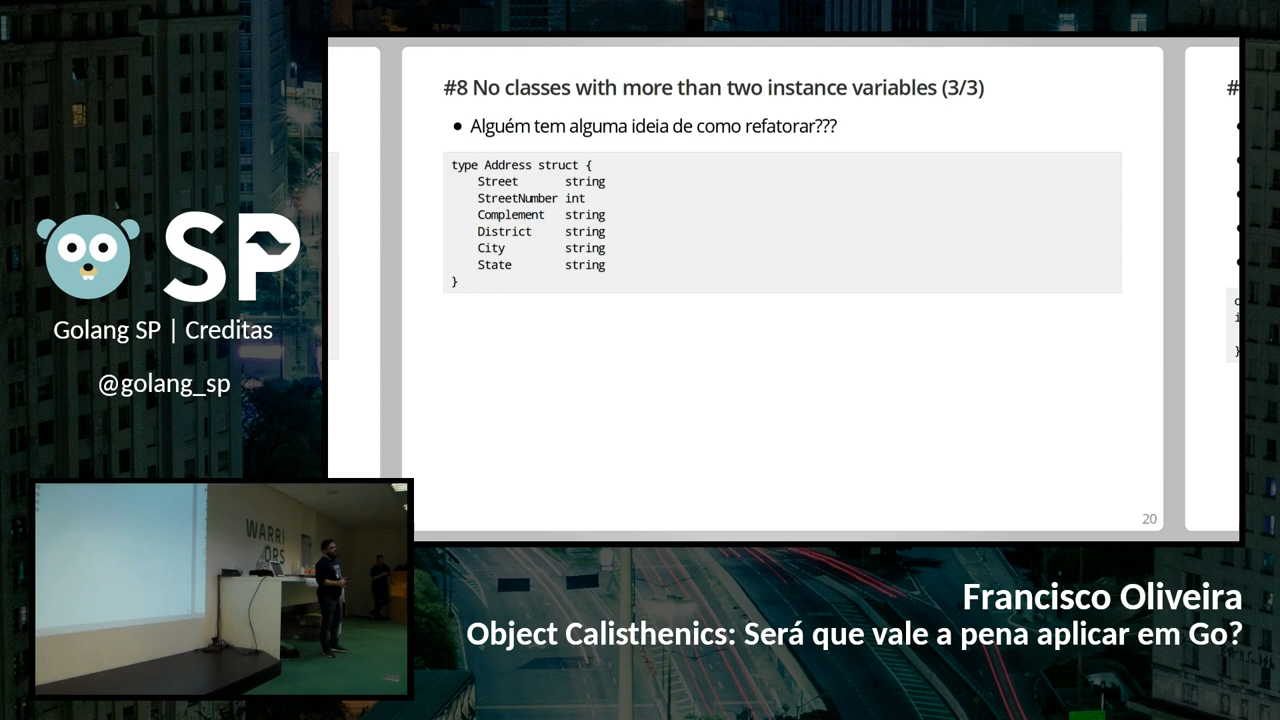 #8 No classes with more than two instance variables (3/3)
• Alguém tem alguma ideia de como refatorar???
type Address struct {
    Street      string
    StreetNumber int
    Complement   string
    District     string
    City         string
    State        string
}
20
#
}
SP
Golang SP | Creditas
@golang_sp
WARRI
ORS
Francisco Oliveira
Object Calisthenics: Será que vale a pena aplicar em Go?